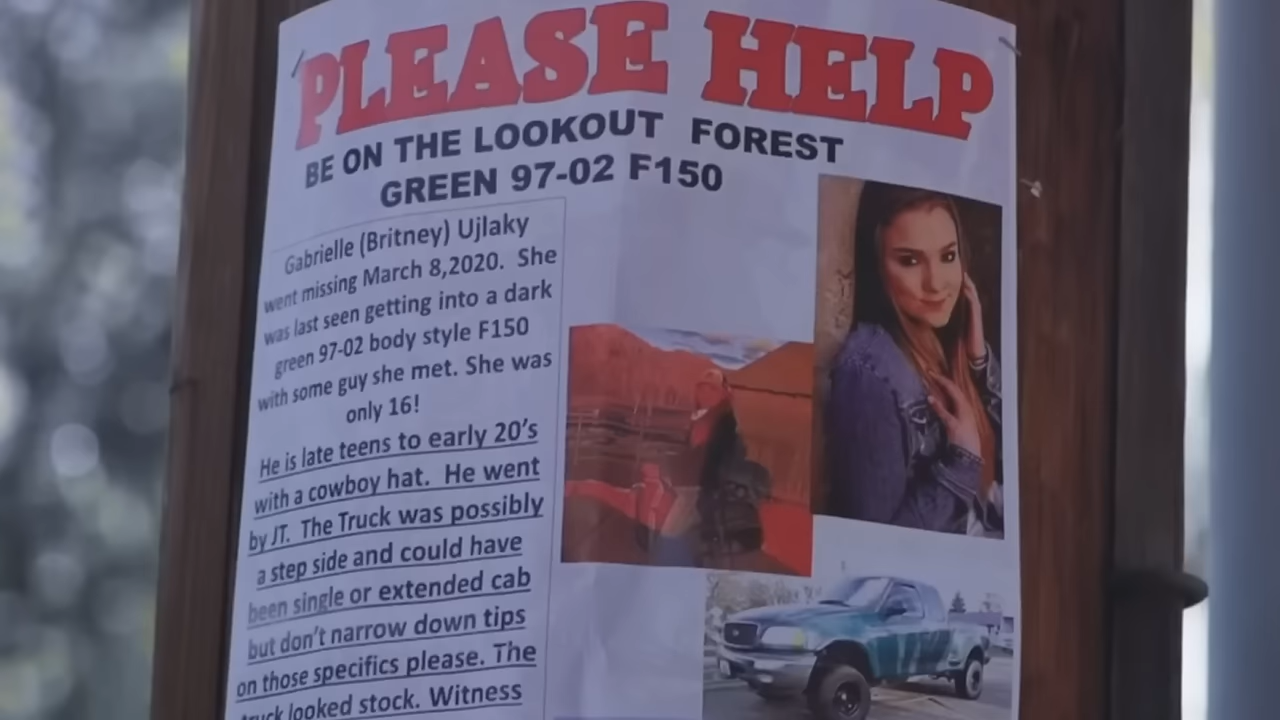 PLEASE HELP
BE ON THE LOOKOUT FOREST
GREEN 97-02 F150
Gabrielle (Britney) Ujlaky
went missing March 8,2020. She
was last seen getting into a dark
green 97-02 body style F150
with some guy she met. She was
only 16!
He is late teens to early 20's
with a cowboy hat. He went
by JT. The Truck was possibly
a step side and could have
been single or extended cab
but don't narrow down tips
on those specifics please. The
truck looked stock. Witness